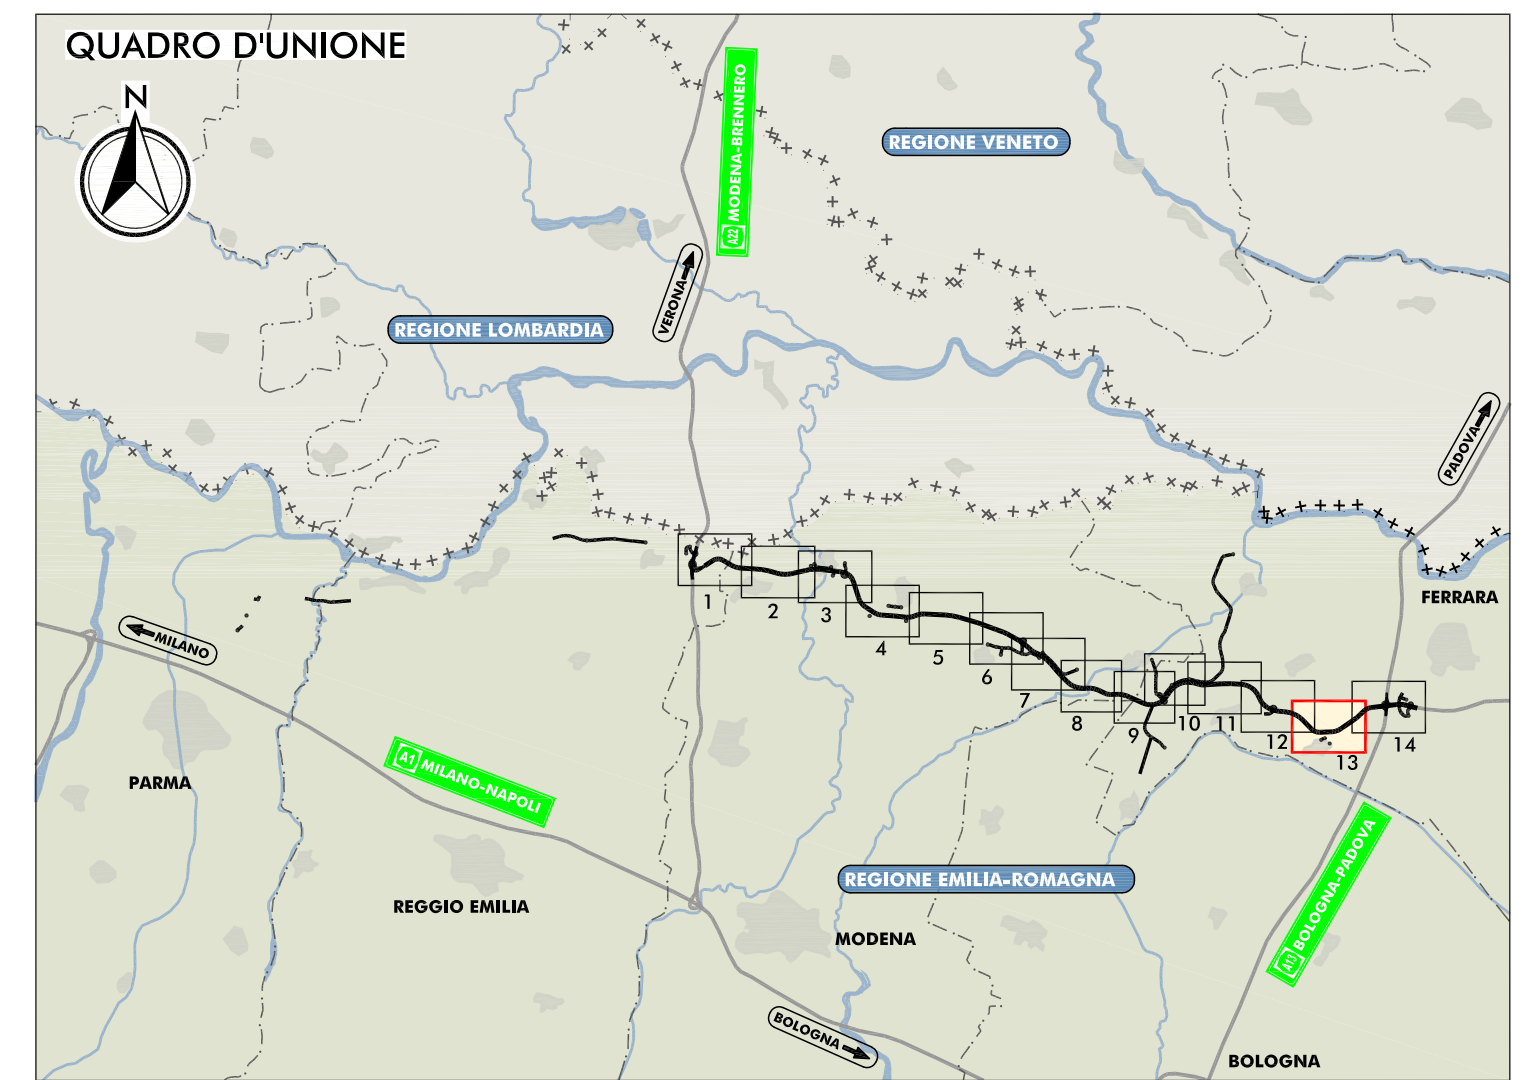 QUADRO D'UNIONE
N
A22 MODENA-BRENNERO
REGIONE VENETO
VERONA
REGIONE LOMBARDIA
PADOVA
FERRARA
1
2
3
4
5
6
7
8
9
10
11
12
13
14
MILANO
PARMA
A1 MILANO-NAPOLI
REGGIO EMILIA
REGIONE EMILIA-ROMAGNA
MODENA
A13 BOLOGNA-PADOVA
BOLOGNA
BOLOGNA